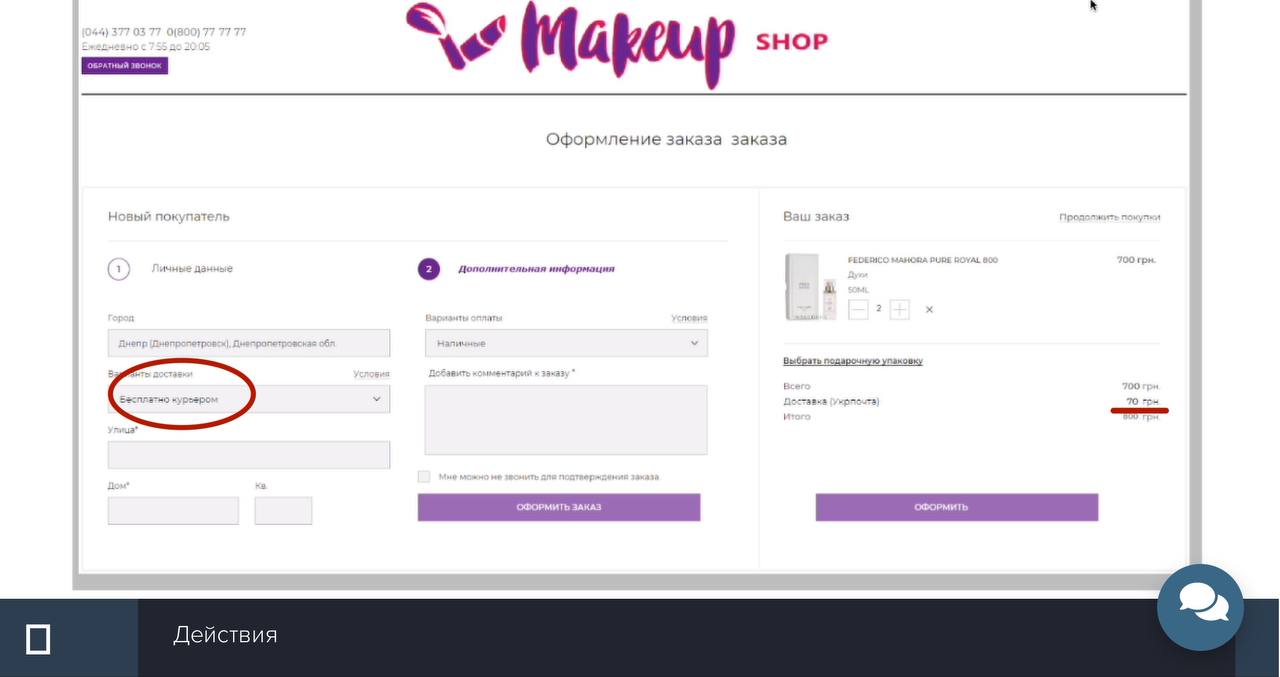 (044) 377 03 77 0(800) 77 77 77
Ежедневно с 7:55 до 20:05
ОБРАТНЫЙ ЗВОНОК
Makeup SHOP
Оформление заказа заказа
Новый покупатель
1 Личные данные
2 Дополнительная информация
Город
Днепр (Днепропетровск), Днепропетровская обл.
Варианты доставки
Условия
Бесплатно курьером
Улица*
Дом*
Кв.
Варианты оплаты
Условия
Наличные
Добавить комментарий к заказу *
Мне можно не звонить для подтверждения заказа.
ОФОРМИТЬ ЗАКАЗ
Ваш заказ
Продолжить покупки
FEDERICO MAHORA PURE ROYAL 800
700 грн.
Духи
50ML
2
Выбрать подарочную упаковку
Всего 700 грн.
Доставка (Укрпочта) 70 грн.
Итого 800 грн.
ОФОРМИТЬ
Действия